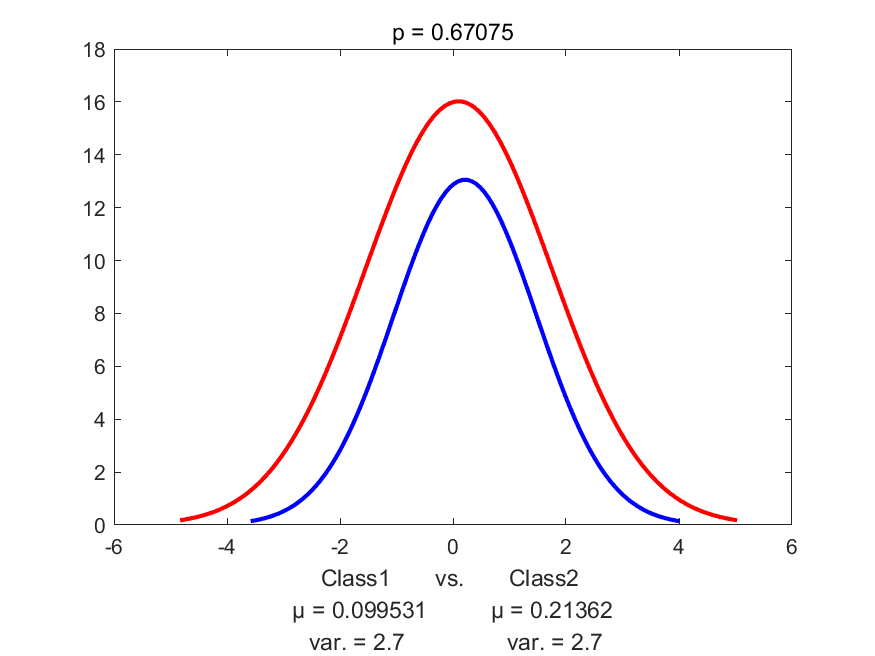 p = 0.67075
18
16
14
12
10
8
6
4
2
0
-6 -4 -2 0 2 4 6
Class1 vs. Class2
μ = 0.099531 μ = 0.21362
var. = 2.7 var. = 2.7